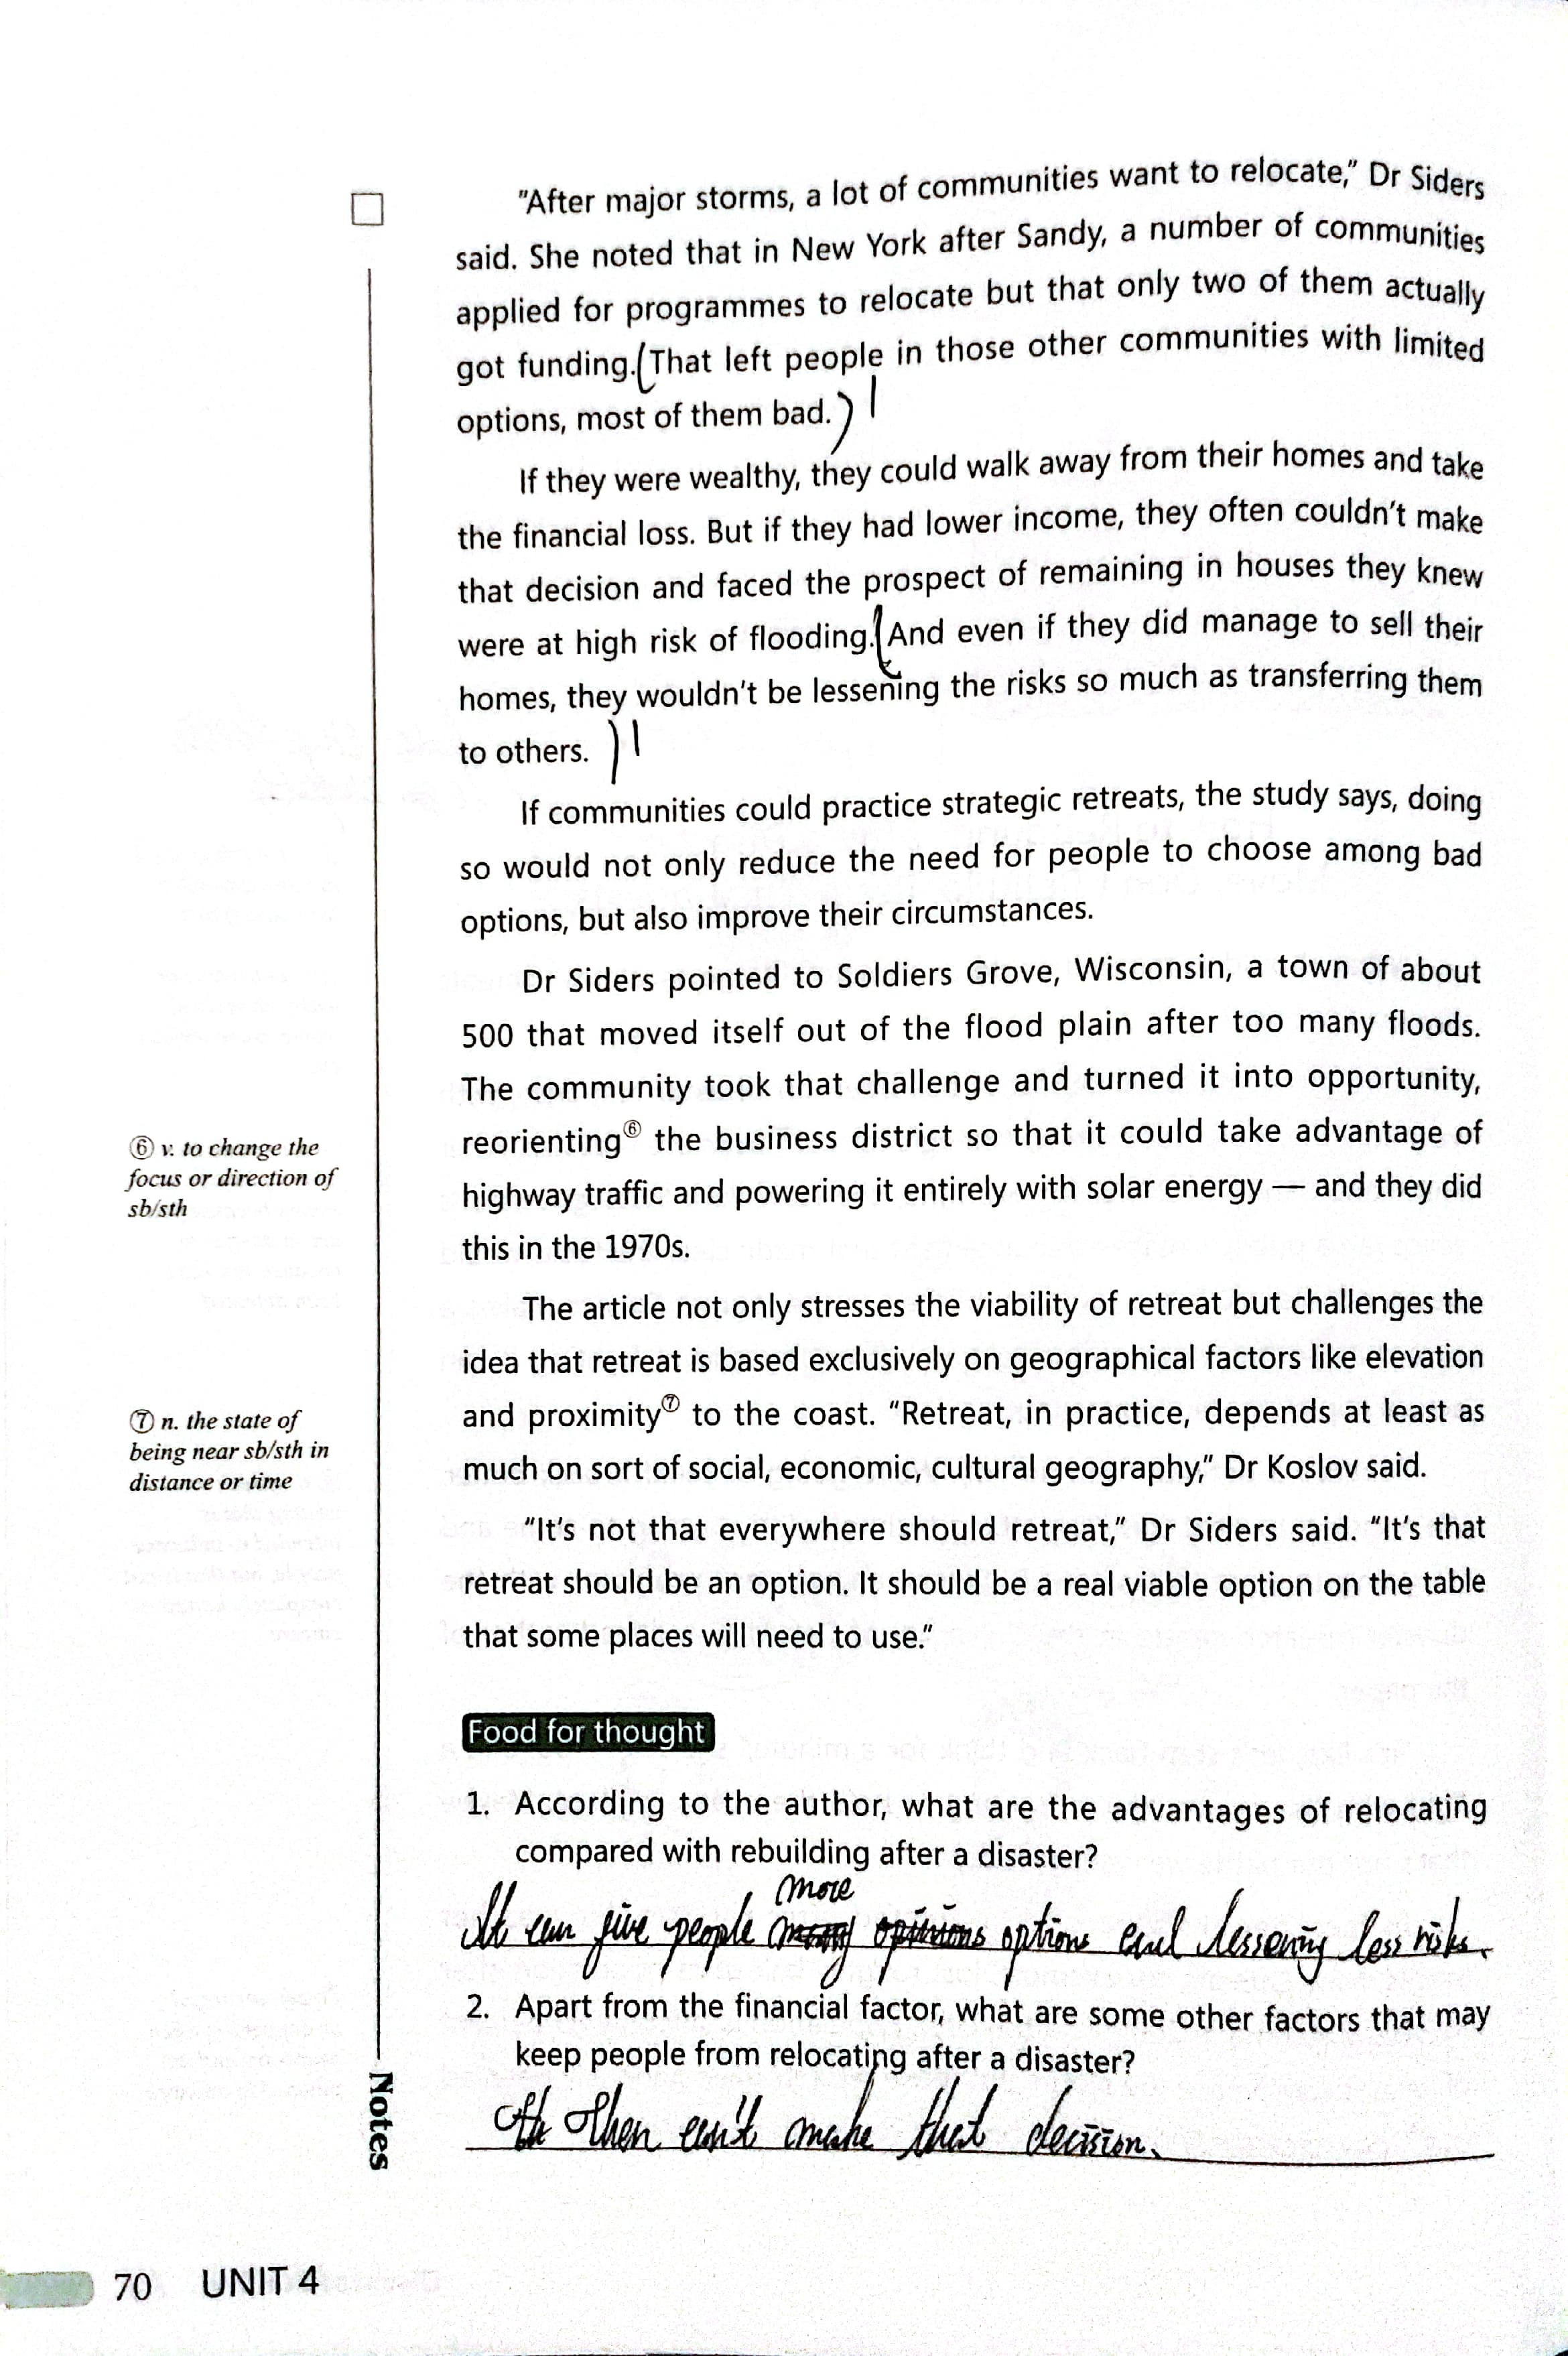 "After major storms, a lot of communities want to relocate," Dr Siders
said. She noted that in New York after Sandy, a number of communities
applied for programmes to relocate but that only two of them actually
got funding. (That left people in those other communities with limited
options, most of them bad.)
If they were wealthy, they could walk away from their homes and take
the financial loss. But if they had lower income, they often couldn't make
that decision and faced the prospect of remaining in houses they knew
were at high risk of flooding. (And even if they did manage to sell their
homes, they wouldn't be lessening the risks so much as transferring them
to others. )
If communities could practice strategic retreats, the study says, doing
so would not only reduce the need for people to choose among bad
options, but also improve their circumstances.
Dr Siders pointed to Soldiers Grove, Wisconsin, a town of about
500 that moved itself out of the flood plain after too many floods.
The community took that challenge and turned it into opportunity,
reorienting⑥ the business district so that it could take advantage of
highway traffic and powering it entirely with solar energy — and they did
this in the 1970s.
⑥ v. to change the
focus or direction of
sb/sth
The article not only stresses the viability of retreat but challenges the
idea that retreat is based exclusively on geographical factors like elevation
and proximity⑦ to the coast. "Retreat, in practice, depends at least as
much on sort of social, economic, cultural geography," Dr Koslov said.
⑦ n. the state of
being near sb/sth in
distance or time
"It's not that everywhere should retreat," Dr Siders said. "It's that
retreat should be an option. It should be a real viable option on the table
that some places will need to use."
Food for thought
1. According to the author, what are the advantages of relocating
compared with rebuilding after a disaster?
more
It can give people many opinions options and lessening less risks.
2. Apart from the financial factor, what are some other factors that may
keep people from relocating after a disaster?
can't make that decision.
Notes
70 UNIT 4